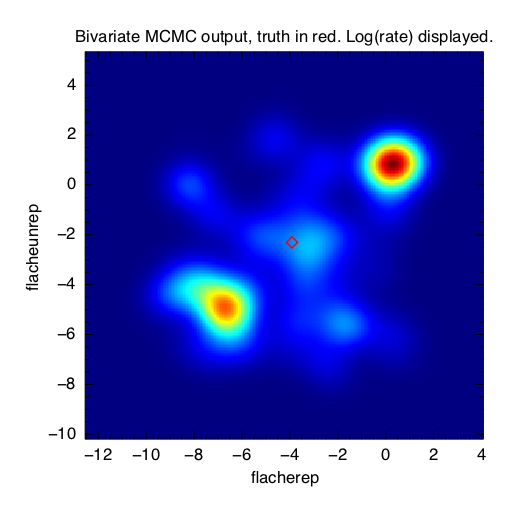 Bivariate MCMC output, truth in red. Log(rate) displayed.
4
2
0
−2
−4
−6
−8
−10
flacheunrep
−12 −10 −8 −6 −4 −2 0 2 4
flacherep